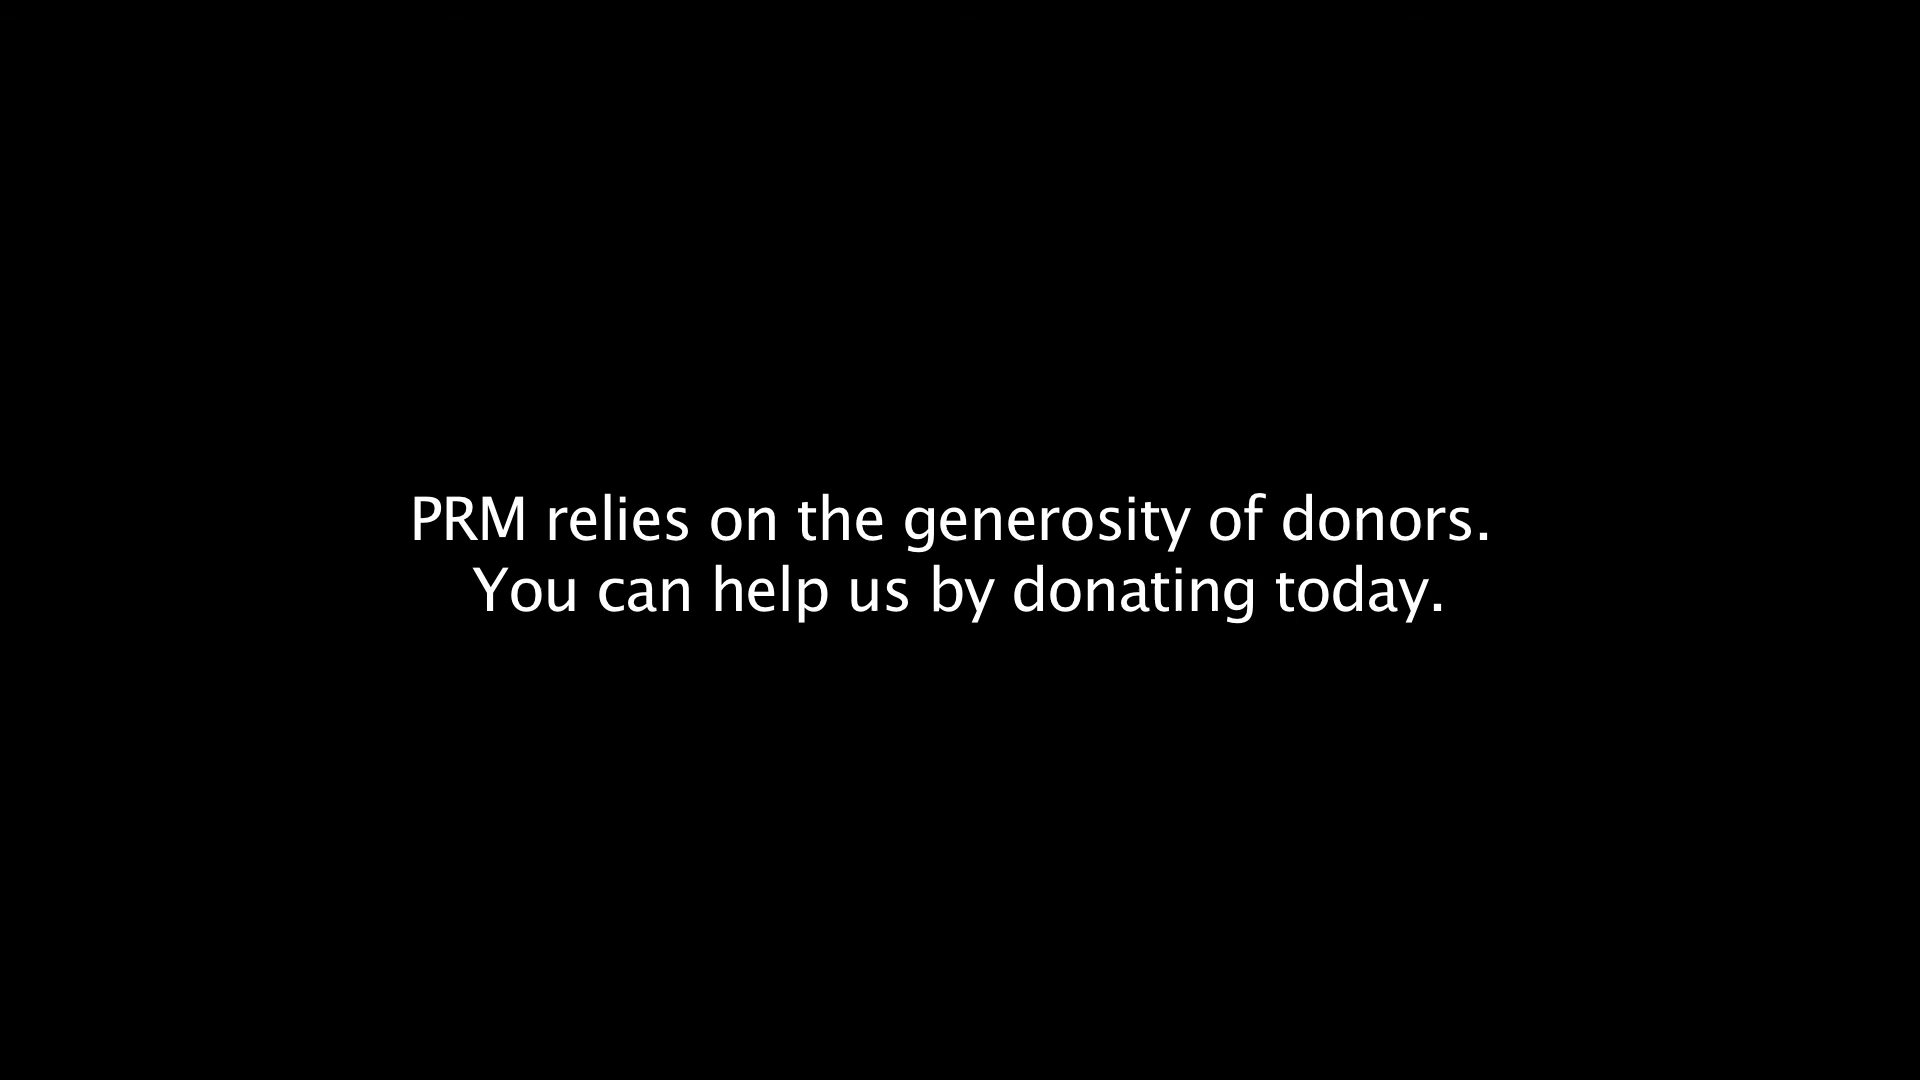 PRM relies on the generosity of donors.
You can help us by donating today.